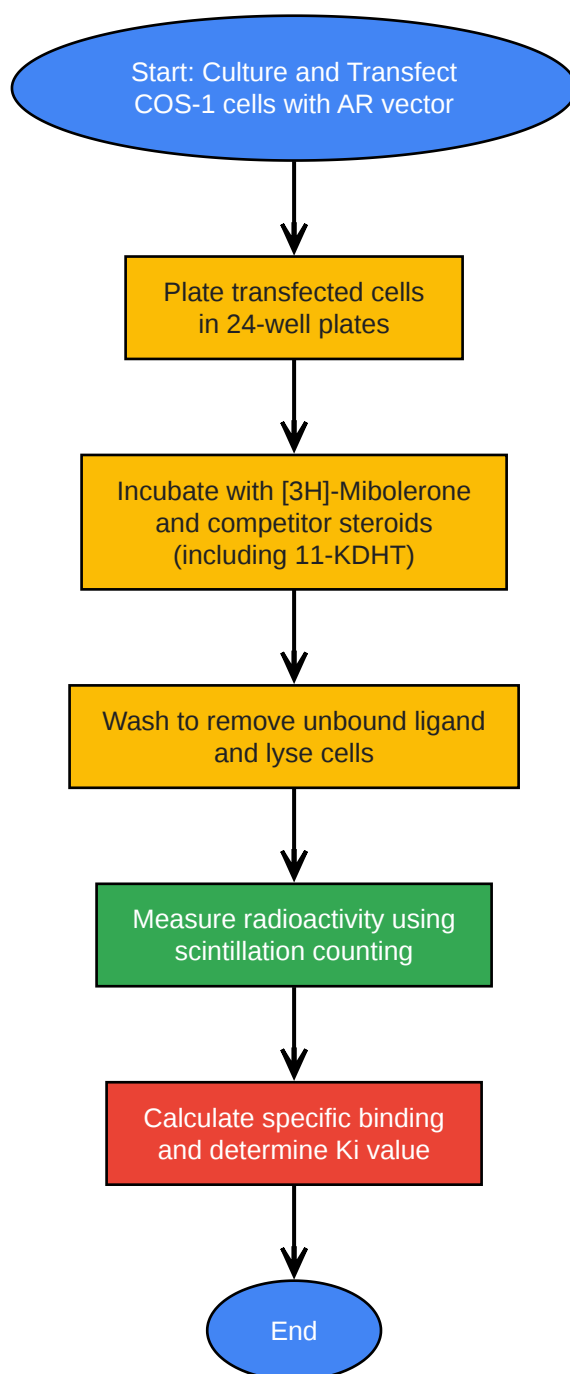 Start: Culture and Transfect
COS-1 cells with AR vector
Plate transfected cells
in 24-well plates
Incubate with [3H]-Mibolerone
and competitor steroids
(including 11-KDHT)
Wash to remove unbound ligand
and lyse cells
Measure radioactivity using
scintillation counting
Calculate specific binding
and determine Ki value
End